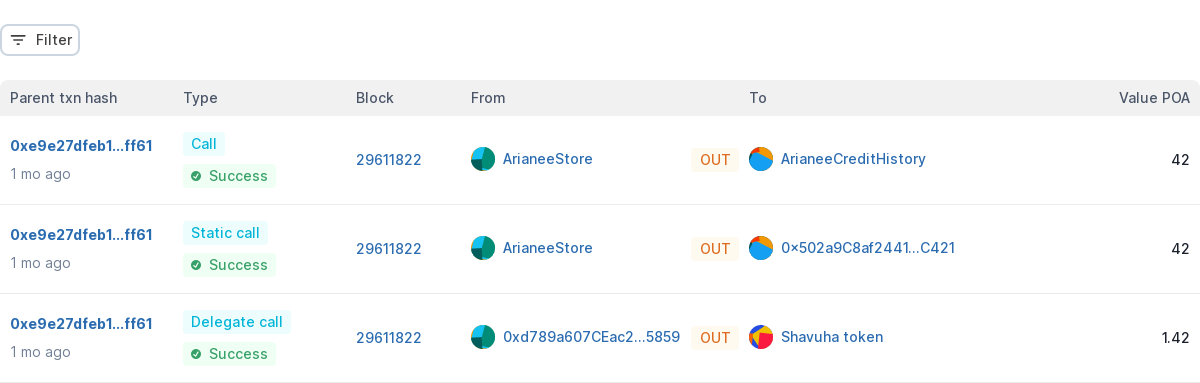 Filter
Parent txn hash Type Block From To Value POA
0xe9e27dfeb1...ff61 Call 29611822 ArianeeStore OUT ArianeeCreditHistory 42
1 mo ago Success
0xe9e27dfeb1...ff61 Static call 29611822 ArianeeStore OUT 0x502a9C8af2441...C421 42
1 mo ago Success
0xe9e27dfeb1...ff61 Delegate call 29611822 0xd789a607CEac2...5859 OUT Shavuha token 1.42
1 mo ago Success